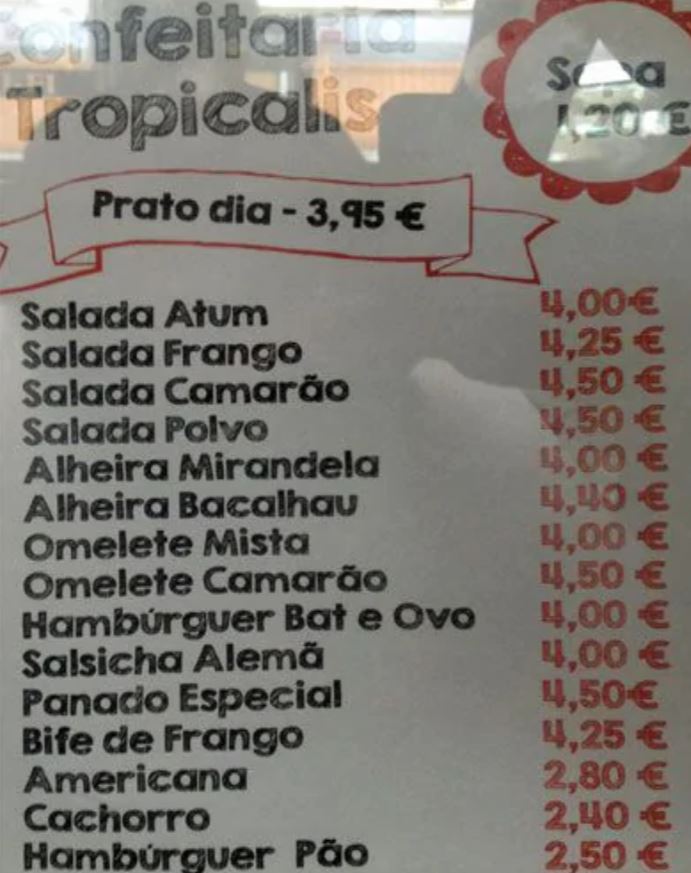 Confeitaria
Tropicalis
Sopa
1,20 €
Prato dia - 3,95 €
Salada Atum 4,00€
Salada Frango 4,25 €
Salada Camarão 4,50 €
Salada Polvo 4,50 €
Alheira Mirandela 4,00 €
Alheira Bacalhau 4,40 €
Omelete Mista 4,00 €
Omelete Camarão 4,50 €
Hambúrguer Bat e Ovo 4,00 €
Salsicha Alemã 4,00 €
Panado Especial 4,50€
Bife de Frango 4,25 €
Americana 2,80 €
Cachorro 2,40 €
Hambúrguer Pão 2,50 €